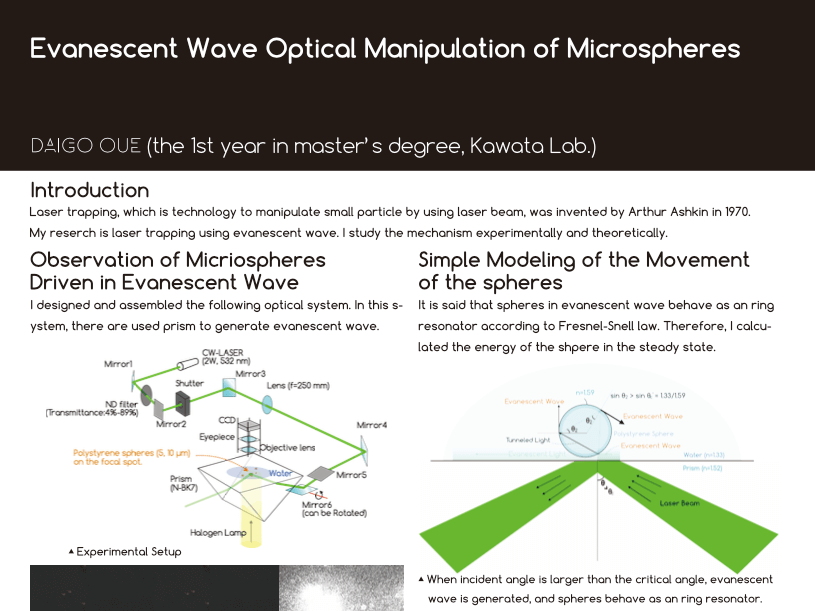 Evanescent Wave Optical Manipulation of Microspheres
DAIGO OUE (the 1st year in master's degree, Kawata Lab.)
Introduction
Laser trapping, which is technology to manipulate small particle by using laser beam, was invented by Arthur Ashkin in 1970.
My reserch is laser trapping using evanescent wave. I study the mechanism experimentally and theoretically.
Observation of Micriospheres
Driven in Evanescent Wave
I designed and assembled the following optical system. In this s-
ystem, there are used prism to generate evanescent wave.
CW-LASER
(2W, 532 nm)
Mirror1
Mirror3
Shutter
Lens (f=250 mm)
ND filter
(Transmittance:4%-89%)
Mirror2
CCD
Mirror4
Eyepiece
Objective lens
Polystyrene spheres (5, 10 μm)
on the focal spot.
Water
Mirror5
Prism
(N-BK7)
Mirror6
(can be Rotated)
Halogen Lamp
▲ Experimental Setup
Simple Modeling of the Movement
of the spheres
It is said that spheres in evanescent wave behave as an ring
resonator according to Fresnel-Snell law. Therefore, I calcu-
lated the energy of the shpere in the steady state.
n=1.59
sin θ₂ > sin θc = 1.33/1.59
Evanescent Wave
Evanescent Wave
Polystyrene Sphere
Tunneled Light
Evanescent Wave
Water (n=1.33)
Prism (n=1.52)
Laser Beam
▲ When incident angle is larger than the critical angle, evanescent
wave is generated, and spheres behave as an ring resonator.